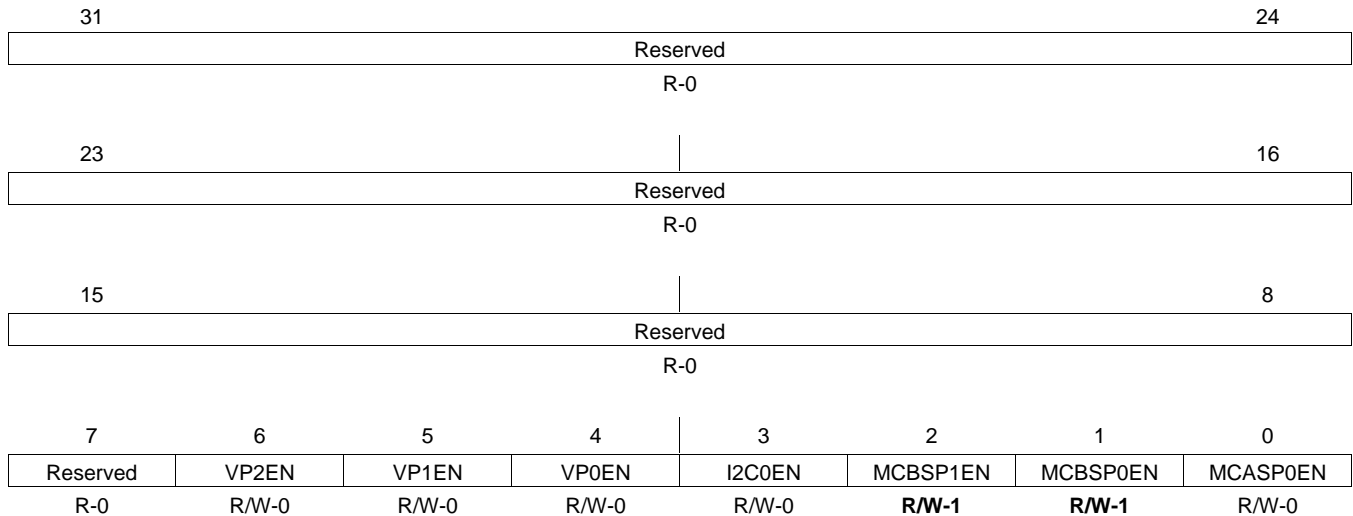 31 24
Reserved
R-0
23 16
Reserved
R-0
15 8
Reserved
R-0
7 6 5 4 3 2 1 0
Reserved VP2EN VP1EN VP0EN I2C0EN MCBSP1EN MCBSP0EN MCASP0EN
R-0 R/W-0 R/W-0 R/W-0 R/W-0 R/W-1 R/W-1 R/W-0